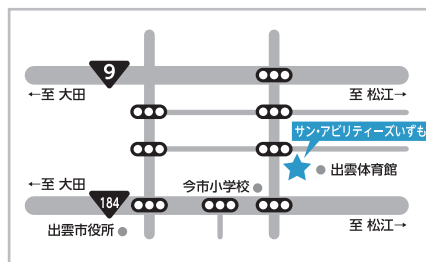 9
←至 大田
至 松江→
サン・アビリティーズいずも
出雲体育館
今市小学校
←至 大田
184
出雲市役所
至 松江→